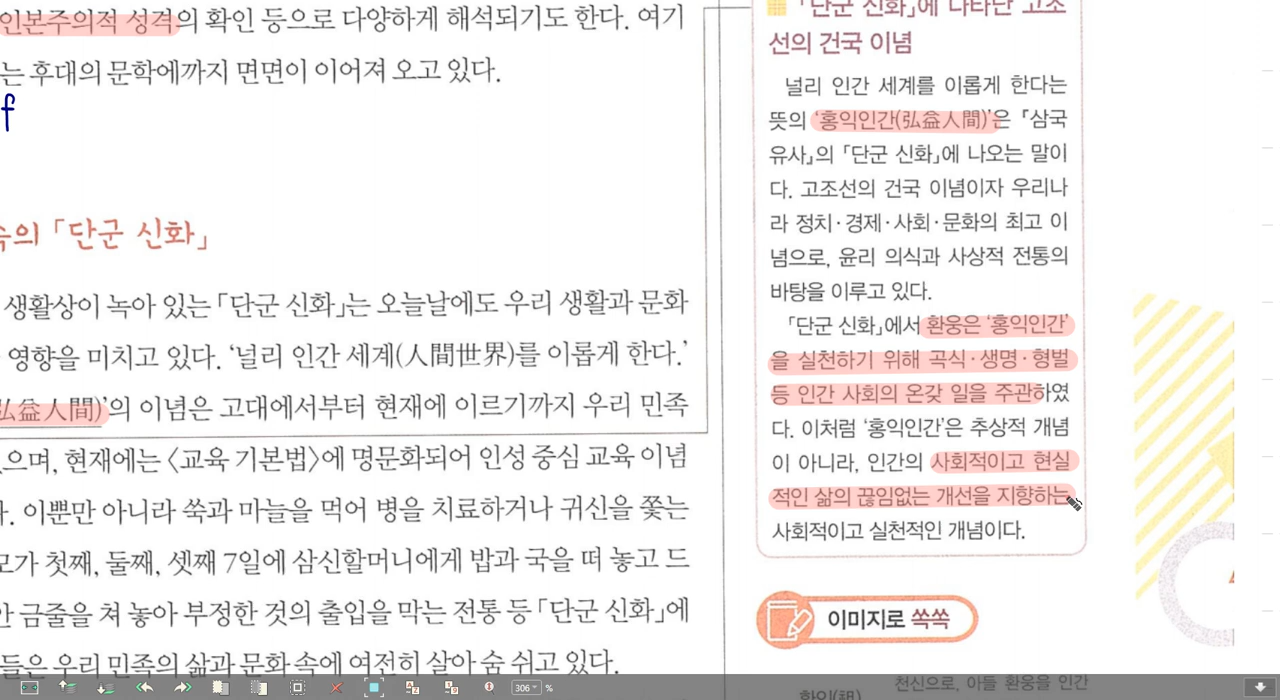 인본주의적 성격의 확인 등으로 다양하게 해석되기도 한다. 여기
는 후대의 문학에까지 면면이 이어져 오고 있다.
f
속의 「단군 신화」
생활상이 녹아 있는 「단군 신화」는 오늘날에도 우리 생활과 문화
영향을 미치고 있다. ‘널리 인간 세계(人間世界)를 이롭게 한다.’
弘益人間)’의 이념은 고대에서부터 현재에 이르기까지 우리 민족
으며, 현재에는 〈교육 기본법〉에 명문화되어 인성 중심 교육 이념
다. 이뿐만 아니라 쑥과 마늘을 먹어 병을 치료하거나 귀신을 쫓는
모가 첫째, 둘째, 셋째 7일에 삼신할머니에게 밥과 국을 떠 놓고 드
안 금줄을 쳐 놓아 부정한 것의 출입을 막는 전통 등 「단군 신화」에
들은 우리 민족의 삶과 문화 속에 여전히 살아 숨 쉬고 있다.
「단군 신화」에 나타난 고조
선의 건국 이념
널리 인간 세계를 이롭게 한다는
뜻의 ‘홍익인간(弘益人間)’은 『삼국
유사』의 「단군 신화」에 나오는 말이
다. 고조선의 건국 이념이자 우리나
라 정치·경제·사회·문화의 최고 이
념으로, 윤리 의식과 사상적 전통의
바탕을 이루고 있다.
「단군 신화」에서 환웅은 ‘홍익인간’
을 실천하기 위해 곡식·생명·형벌
등 인간 사회의 온갖 일을 주관하였
다. 이처럼 ‘홍익인간’은 추상적 개념
이 아니라, 인간의 사회적이고 현실
적인 삶의 끊임없는 개선을 지향하는
사회적이고 실천적인 개념이다.
이미지로 쏙쏙
천신으로, 아들 환웅을 인간
환인(桓)
306 %